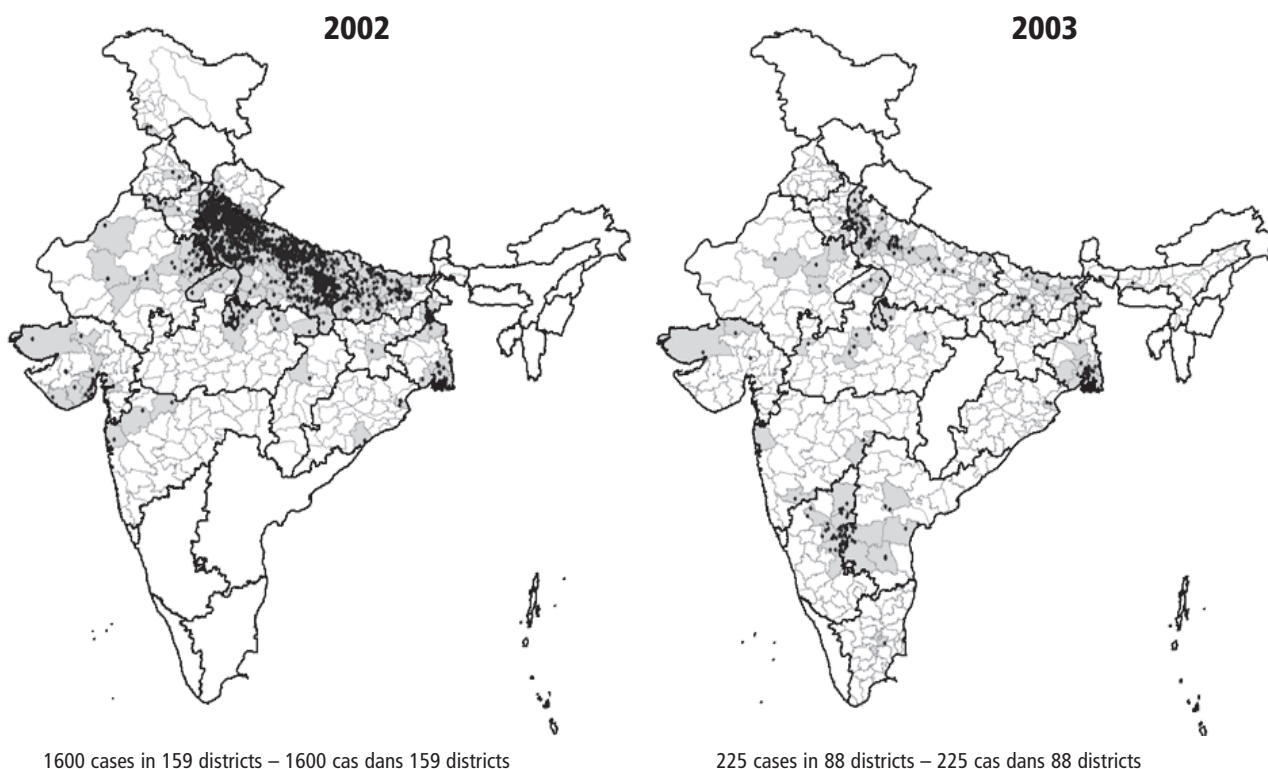 2002
2003
1600 cases in 159 districts – 1600 cas dans 159 districts
225 cases in 88 districts – 225 cas dans 88 districts